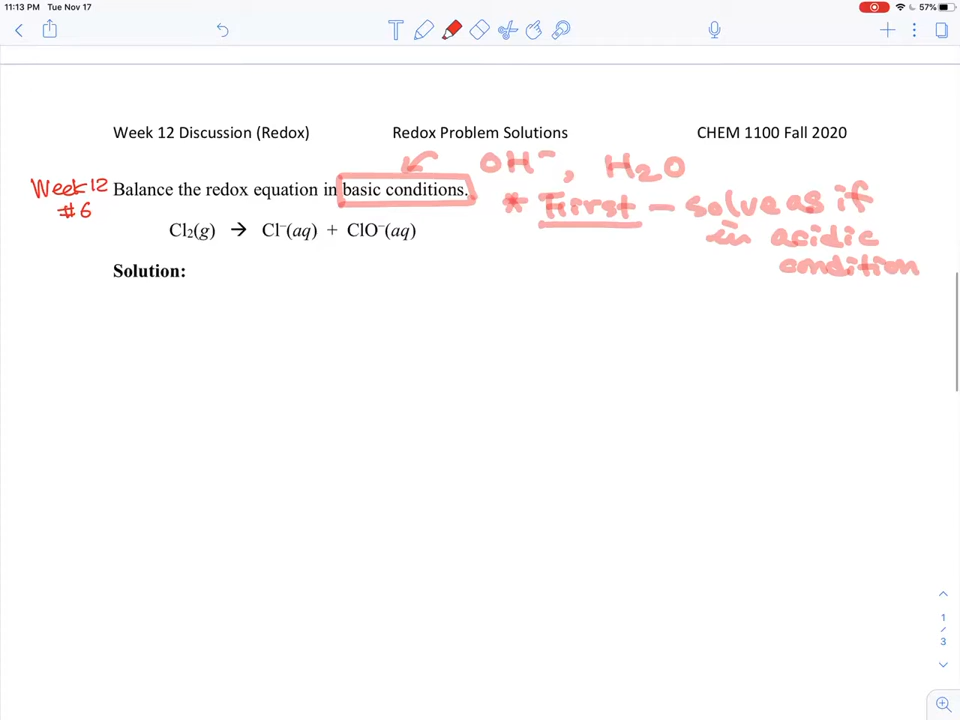 11:13 PM Tue Nov 17
57%
Week 12 Discussion (Redox) Redox Problem Solutions CHEM 1100 Fall 2020
OH⁻, H₂O
Week 12 #6
Balance the redox equation in basic conditions.
* First - solve as if
in acidic
condition
Cl₂(g) → Cl⁻(aq) + ClO⁻(aq)
Solution:
1
/
3